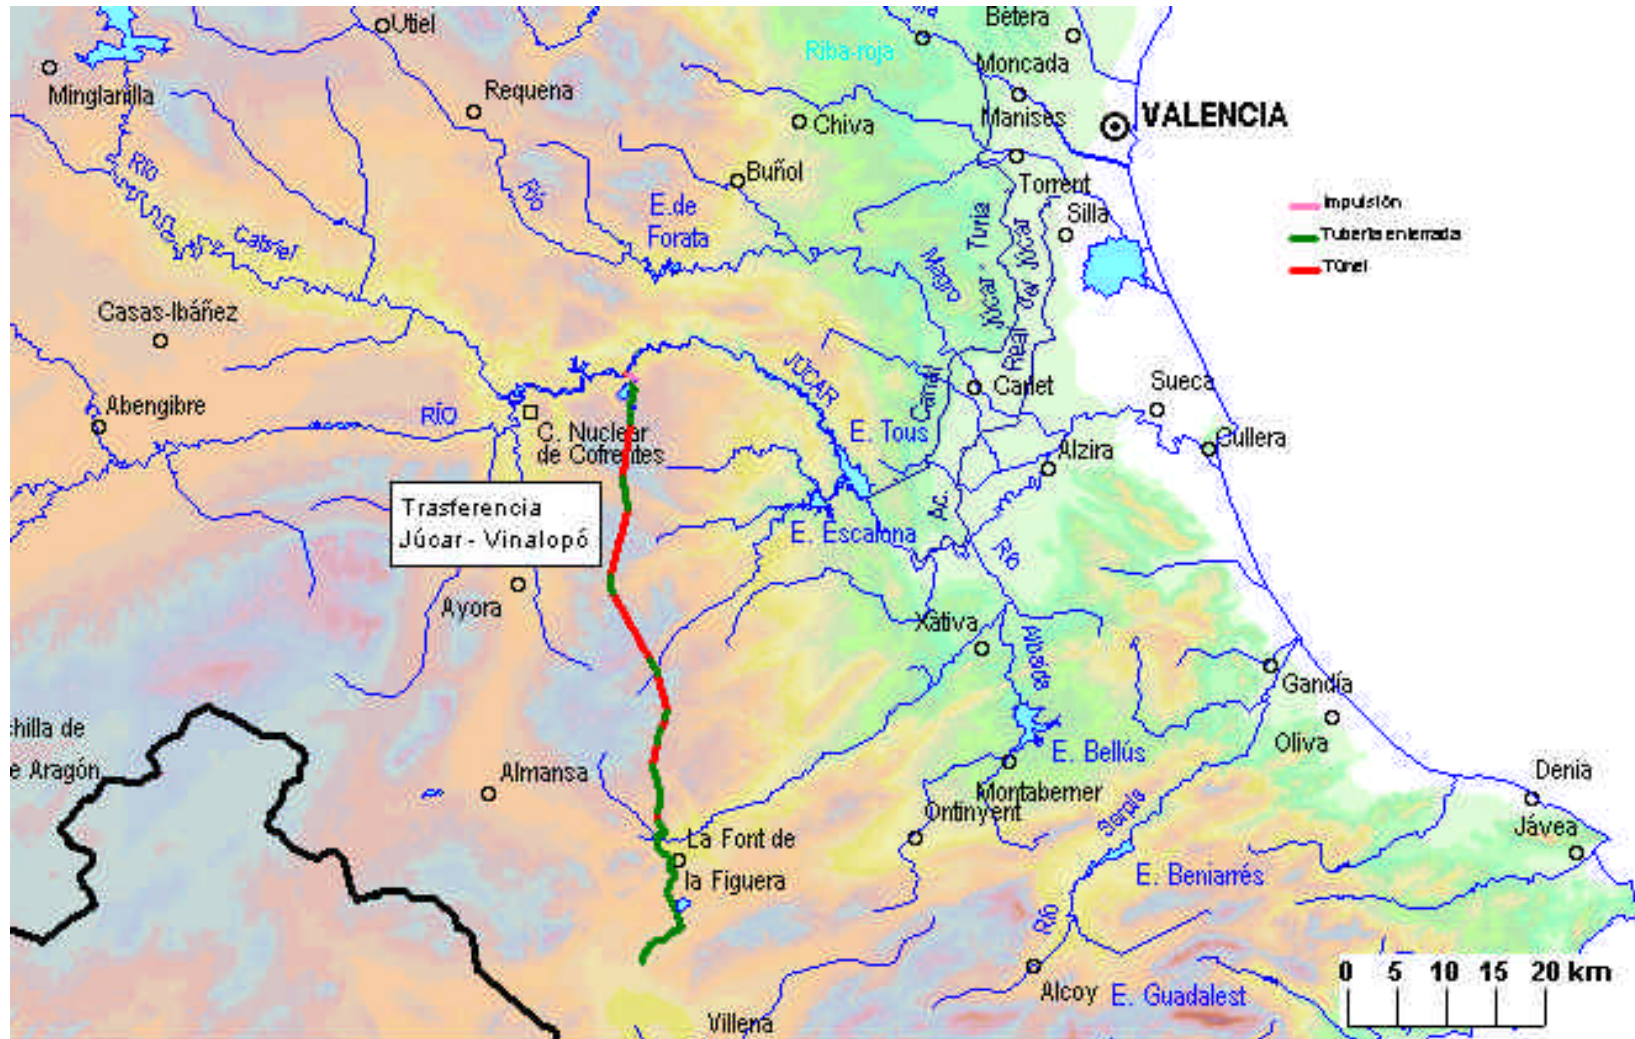 Utiel
Bétera
Riba-roja
Moncada
Minglanilla
Requena
Manises
VALENCIA
Chiva
Río
Buñol
Río
Torrent
Impulsión
E.de
Forata
Silla
Tubería enterrada
Cabriel
Túnel
Magro
Júcar - Turia
Real del Júcar
Casas-Ibáñez
JÚCAR
Carlet
Sueca
Canal
Abengibre
RÍO
C. Nuclear
de Cofrentes
E. Tous
Cullera
Alzira
Trasferencia
Júcar - Vinalopó
Ac.
E. Escalona
Río
Ayora
Xàtiva
Albaida
Gandía
Oliva
hilla de
e Aragón
E. Bellús
Almansa
Denia
Montaberner
Ontinyent
Serpis
Jávea
La Font de
la Figuera
E. Beniarrés
Río
Alcoy
E. Guadalest
0 5 10 15 20 km
Villena